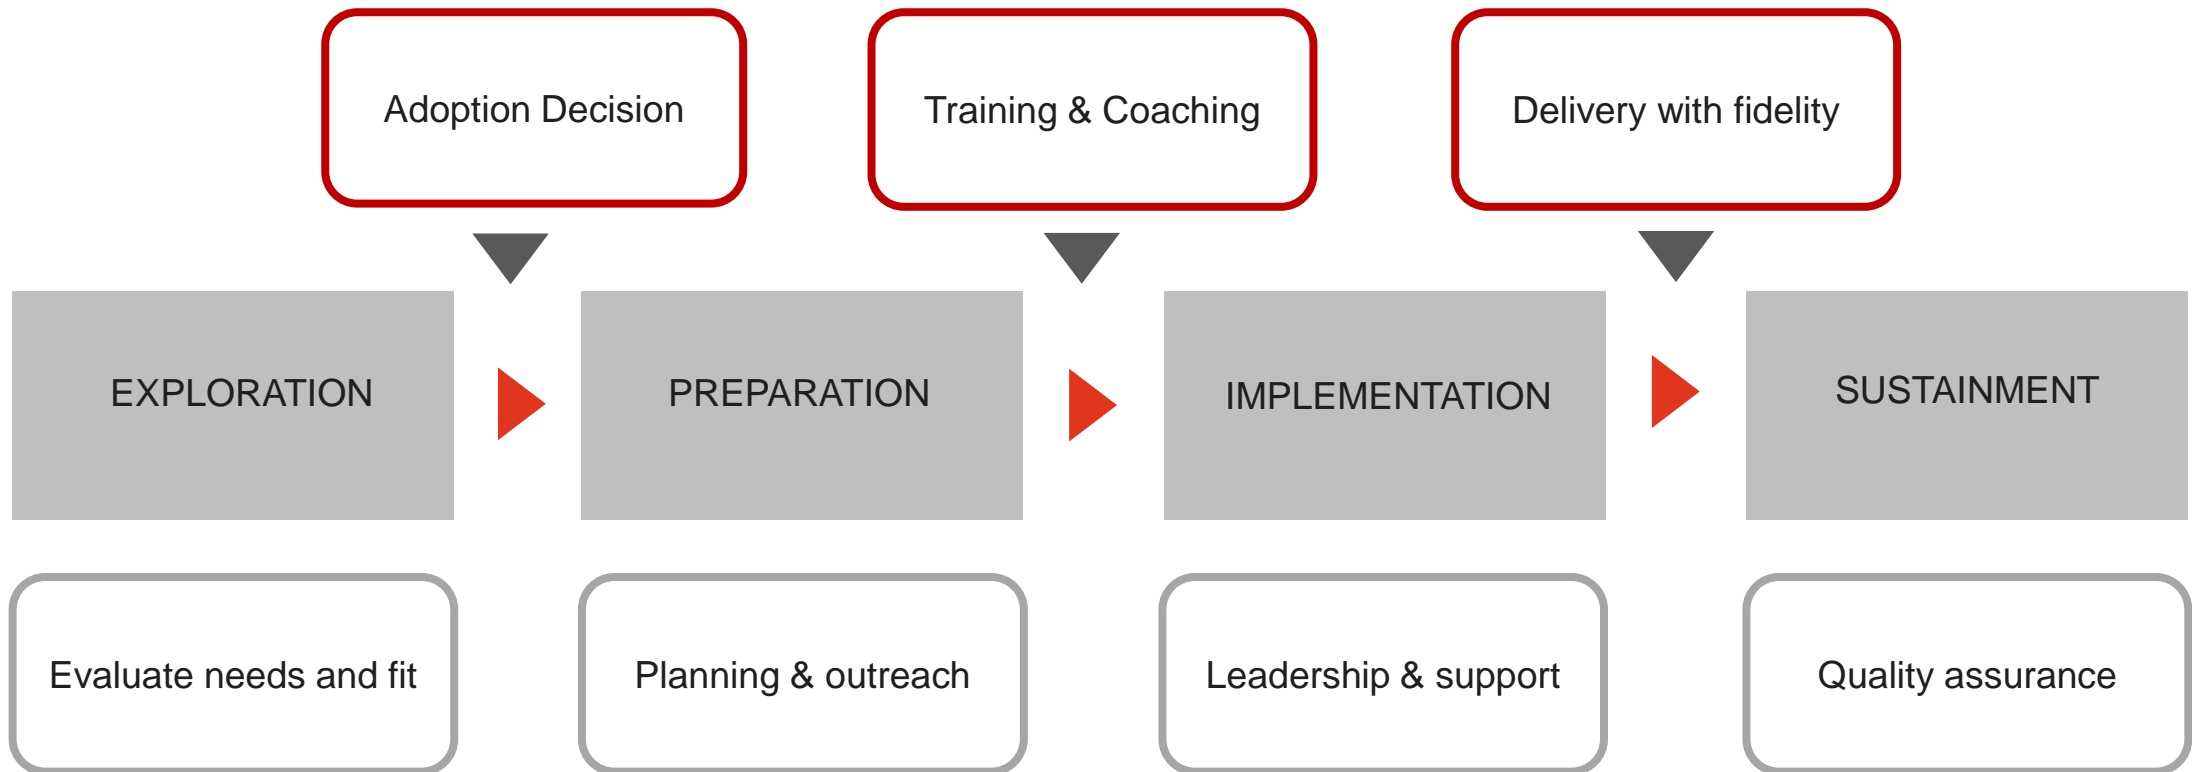 Adoption Decision
Training & Coaching
Delivery with fidelity
EXPLORATION
PREPARATION
IMPLEMENTATION
SUSTAINMENT
Evaluate needs and fit
Planning & outreach
Leadership & support
Quality assurance